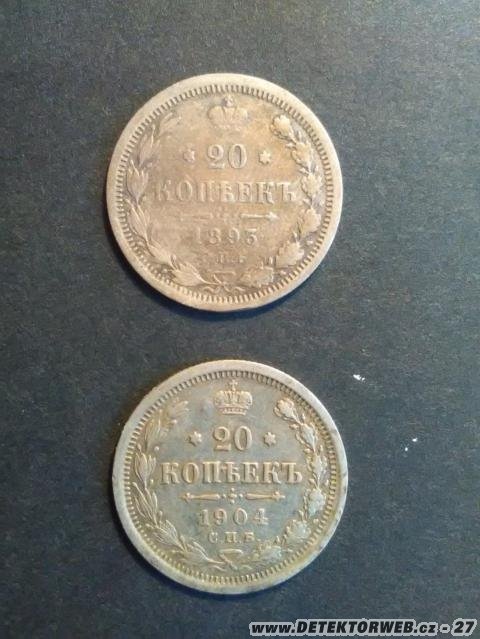 20
КОПѢЕКЪ
1893
С.П.Б.
20
КОПѢЕКЪ
1904
С.П.Б.
www.DETEKTORWEB.cz - 27